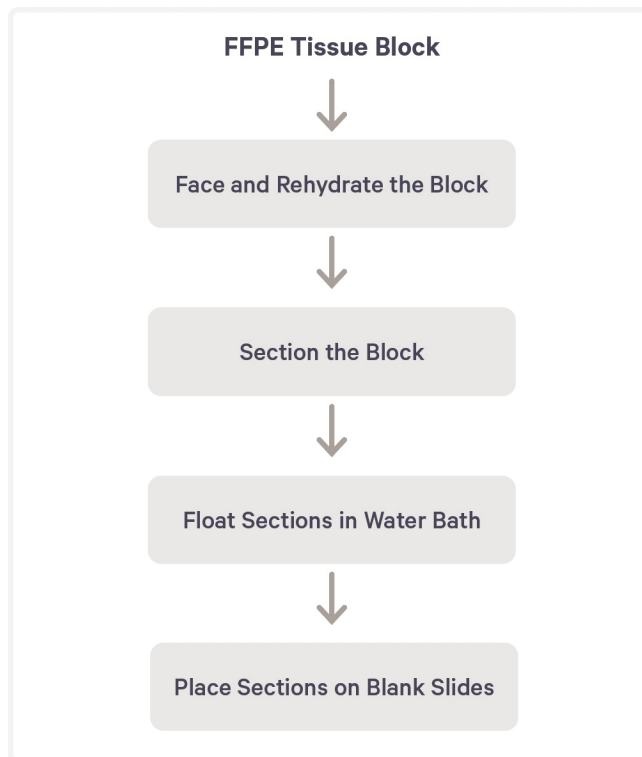 FFPE Tissue Block
Face and Rehydrate the Block
Section the Block
Float Sections in Water Bath
Place Sections on Blank Slides